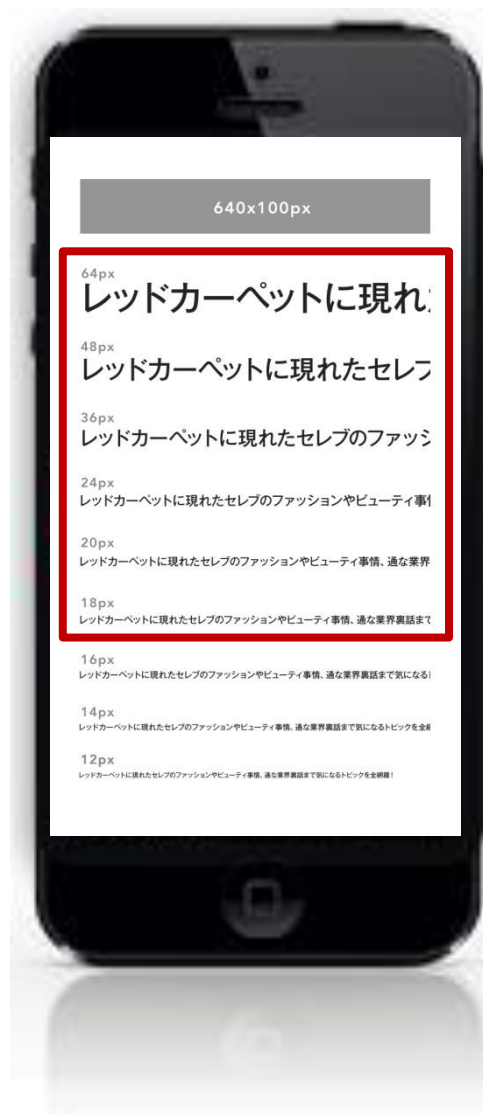 640x100px
64px
レッドカーペットに現れ
48px
レッドカーペットに現れたセレブ
36px
レッドカーペットに現れたセレブのファッシ
24px
レッドカーペットに現れたセレブのファッションやビューティ事情
20px
レッドカーペットに現れたセレブのファッションやビューティ事情、通な業界
18px
レッドカーペットに現れたセレブのファッションやビューティ事情、通な業界裏話まで
16px
レッドカーペットに現れたセレブのファッションやビューティ事情、通な業界裏話まで気になる
14px
レッドカーペットに現れたセレブのファッションやビューティ事情、通な業界裏話まで気になるトピックを全網
12px
レッドカーペットに現れたセレブのファッションやビューティ事情、通な業界裏話まで気になるトピックを全網羅！